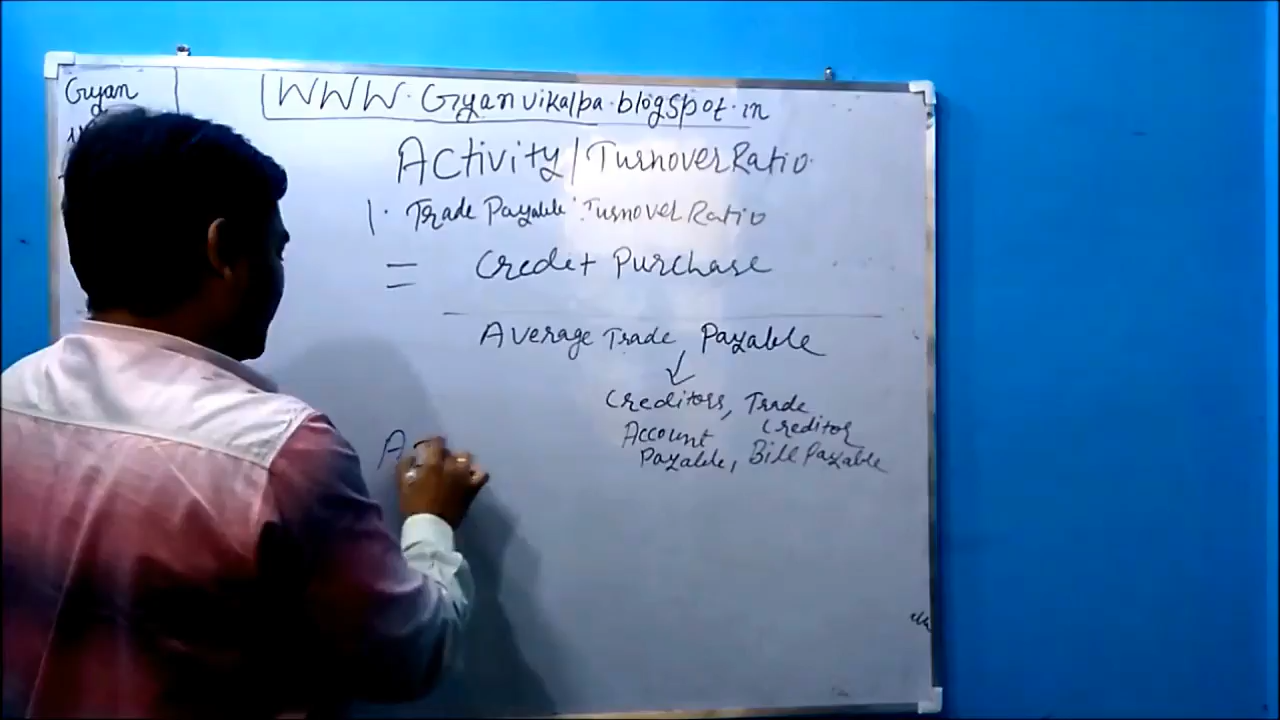 Gyan
WWW.Gyanvikalpa.blogspot.in
Activity/Turnover Ratio
1. Trade Payable Turnover Ratio
= Credet Purchase
Average Trade Payable
Creditors, Trade Creditor
Account Payable, Bill Payable
A